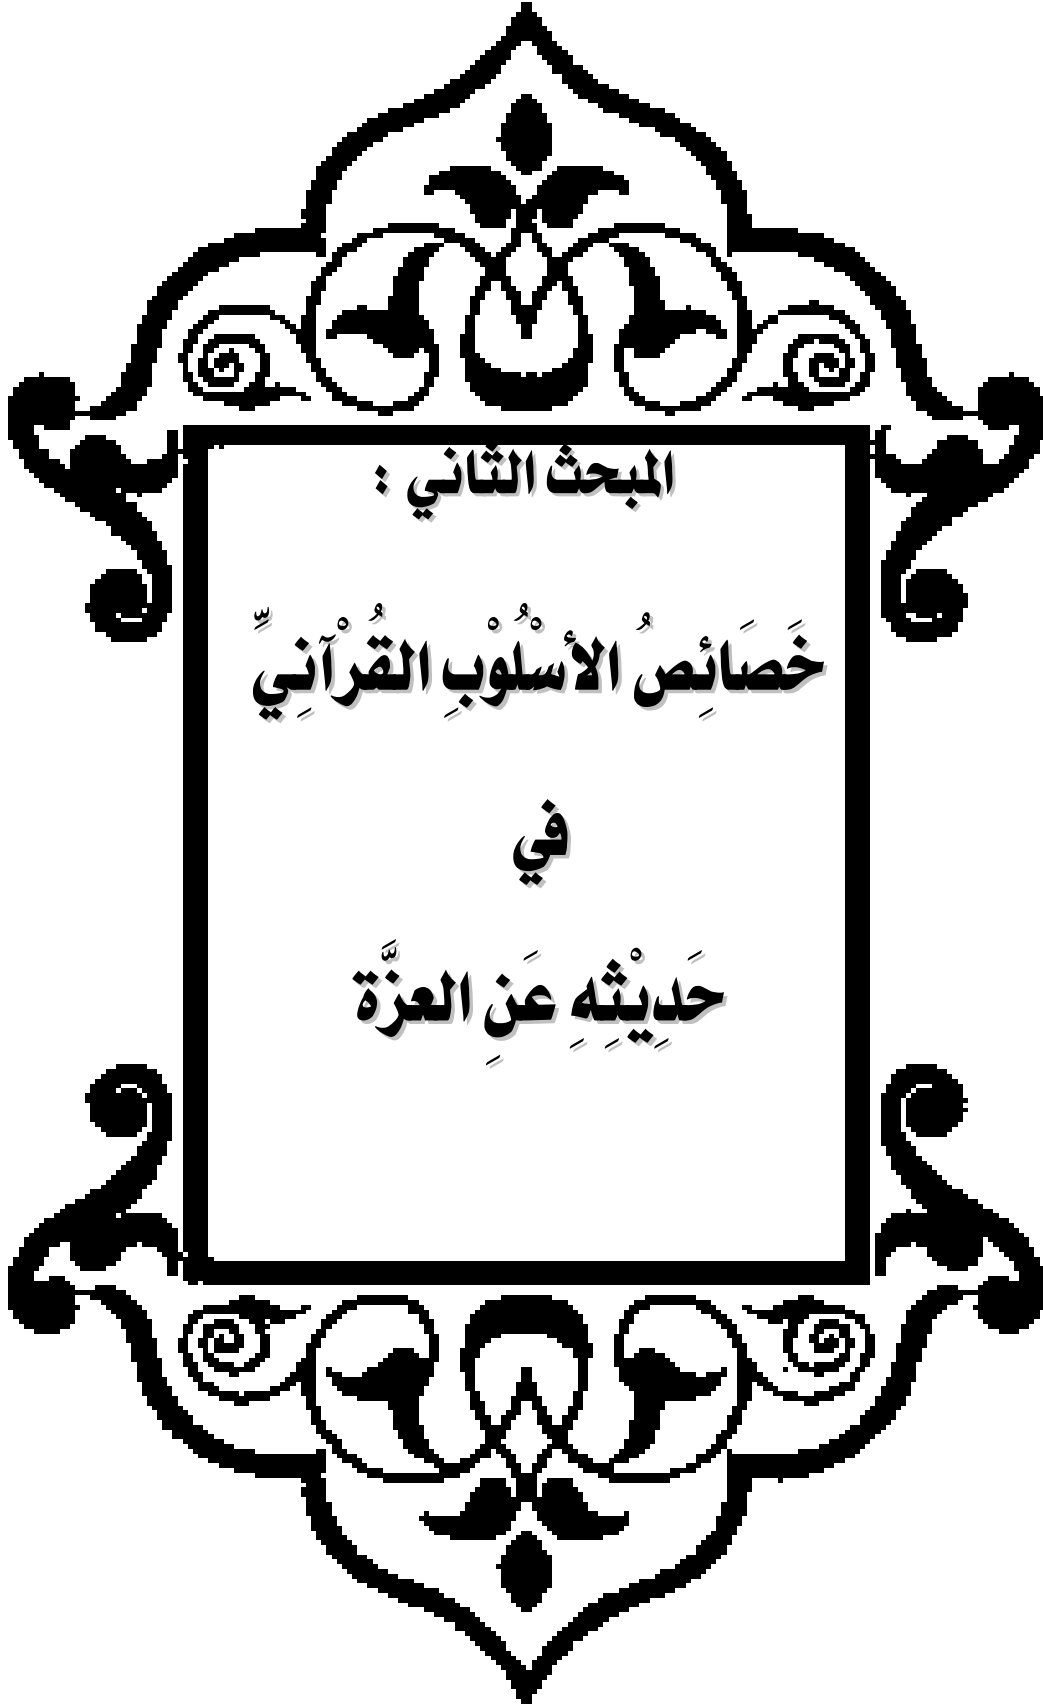 المبحث الثاني :
خَصَائِصُ الأسْلُوْبِ القُرْآنِيِّ
في
حَدِيْثِهِ عَنِ العزَّة